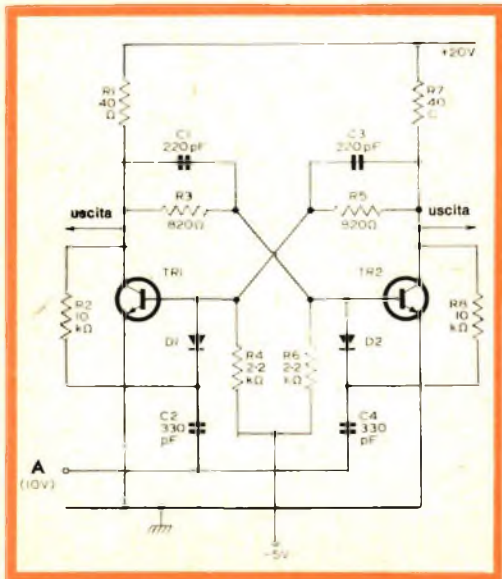 +20V
R1
40
Ω
R7
40
C1
220pF
C3
220pF
R3
820Ω
R5
920Ω
uscita
uscita
TR1
TR2
R2
10
kΩ
R8
10
kΩ
D1
D2
R4
2·2
kΩ
R6
2·2
kΩ
C2
330
pF
C4
330
pF
A
(10V)
-5V